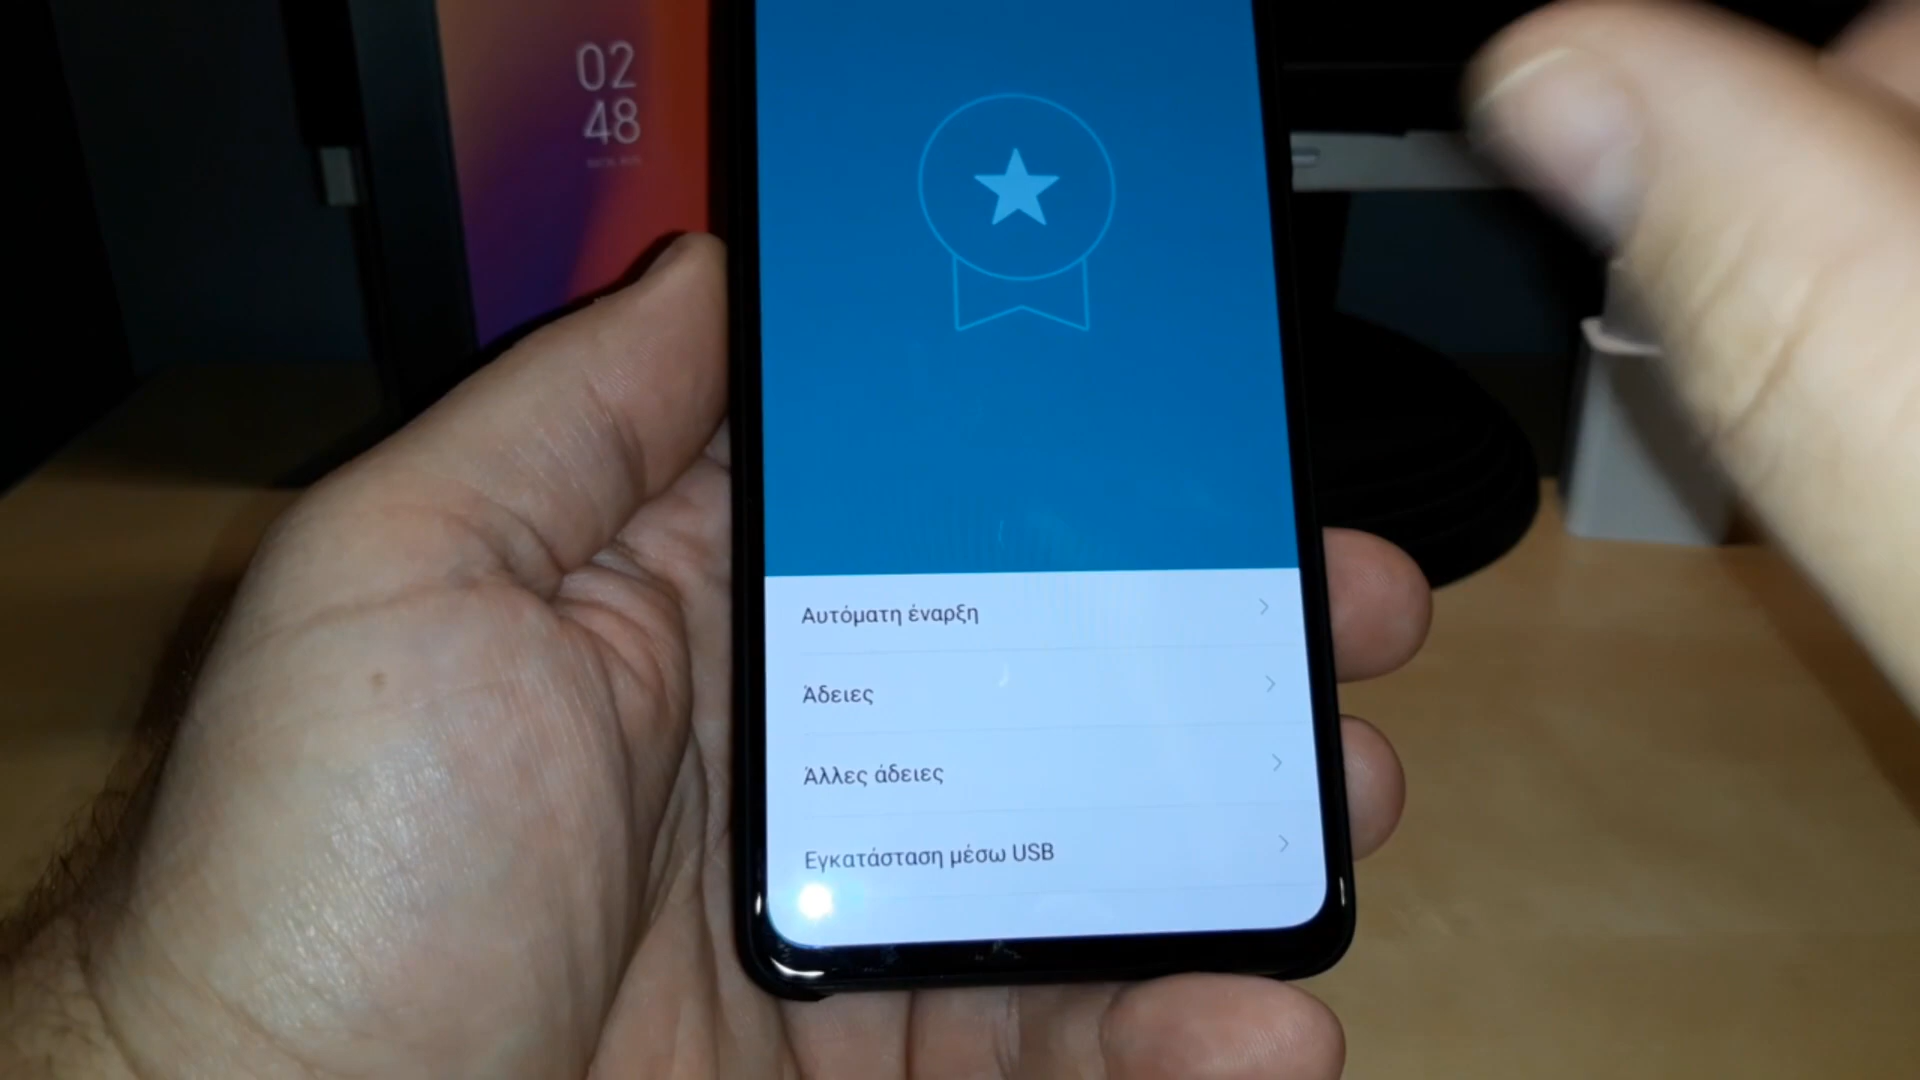 02
48
Αυτόματη έναρξη
Άδειες
Άλλες άδειες
Εγκατάσταση μέσω USB